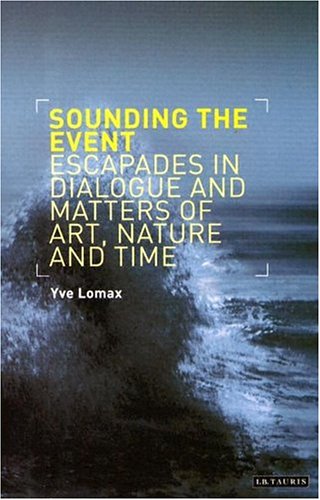 SOUNDING THE
EVENT
ESCAPADES IN
DIALOGUE AND
MATTERS OF
ART, NATURE
AND TIME
Yve Lomax
I.B.TAURIS